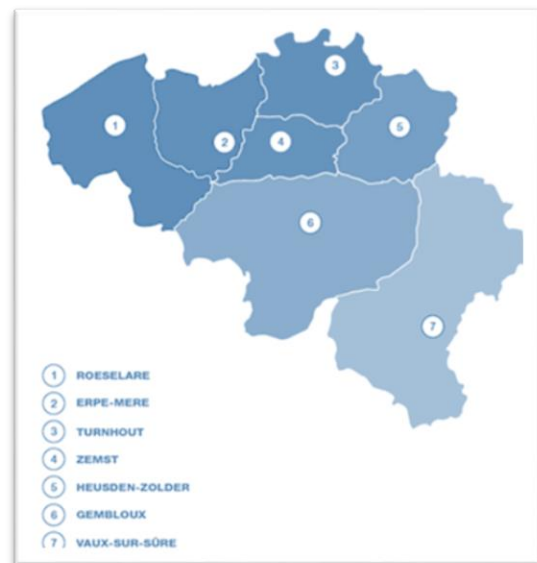 3
1
2
4
5
6
7
1 ROESELARE
2 ERPE-MERE
3 TURNHOUT
4 ZEMST
5 HEUSDEN-ZOLDER
6 GEMBLOUX
7 VAUX-SUR-SÛRE